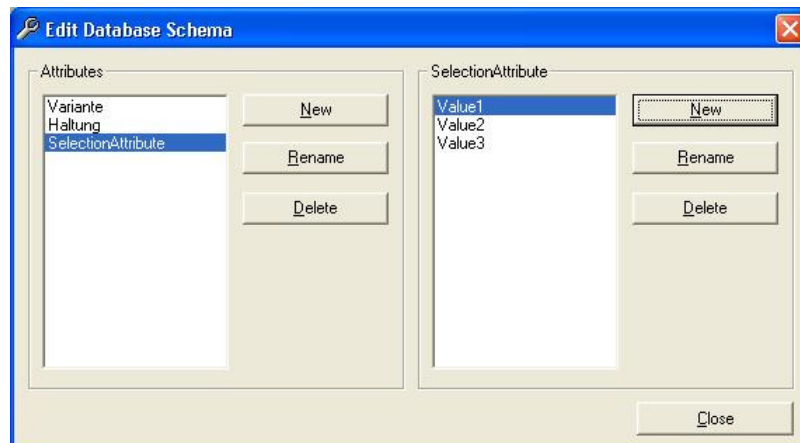 Edit Database Schema
Attributes
Variante
Haltung
SelectionAttribute
New
Rename
Delete
SelectionAttribute
Value1
Value2
Value3
New
Rename
Delete
Close